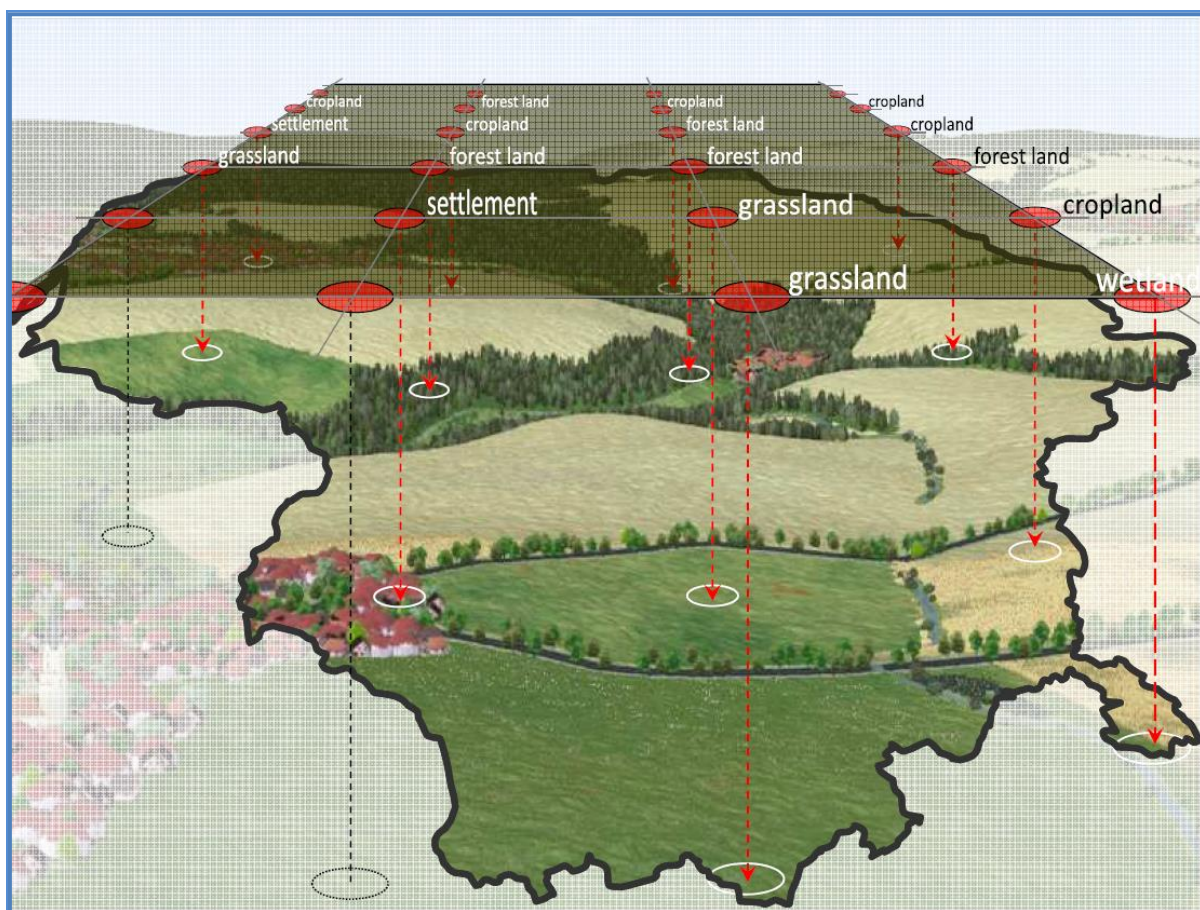 cropland forest land cropland cropland
settlement cropland forest land cropland
grassland forest land forest land forest land
settlement grassland cropland
grassland wetland